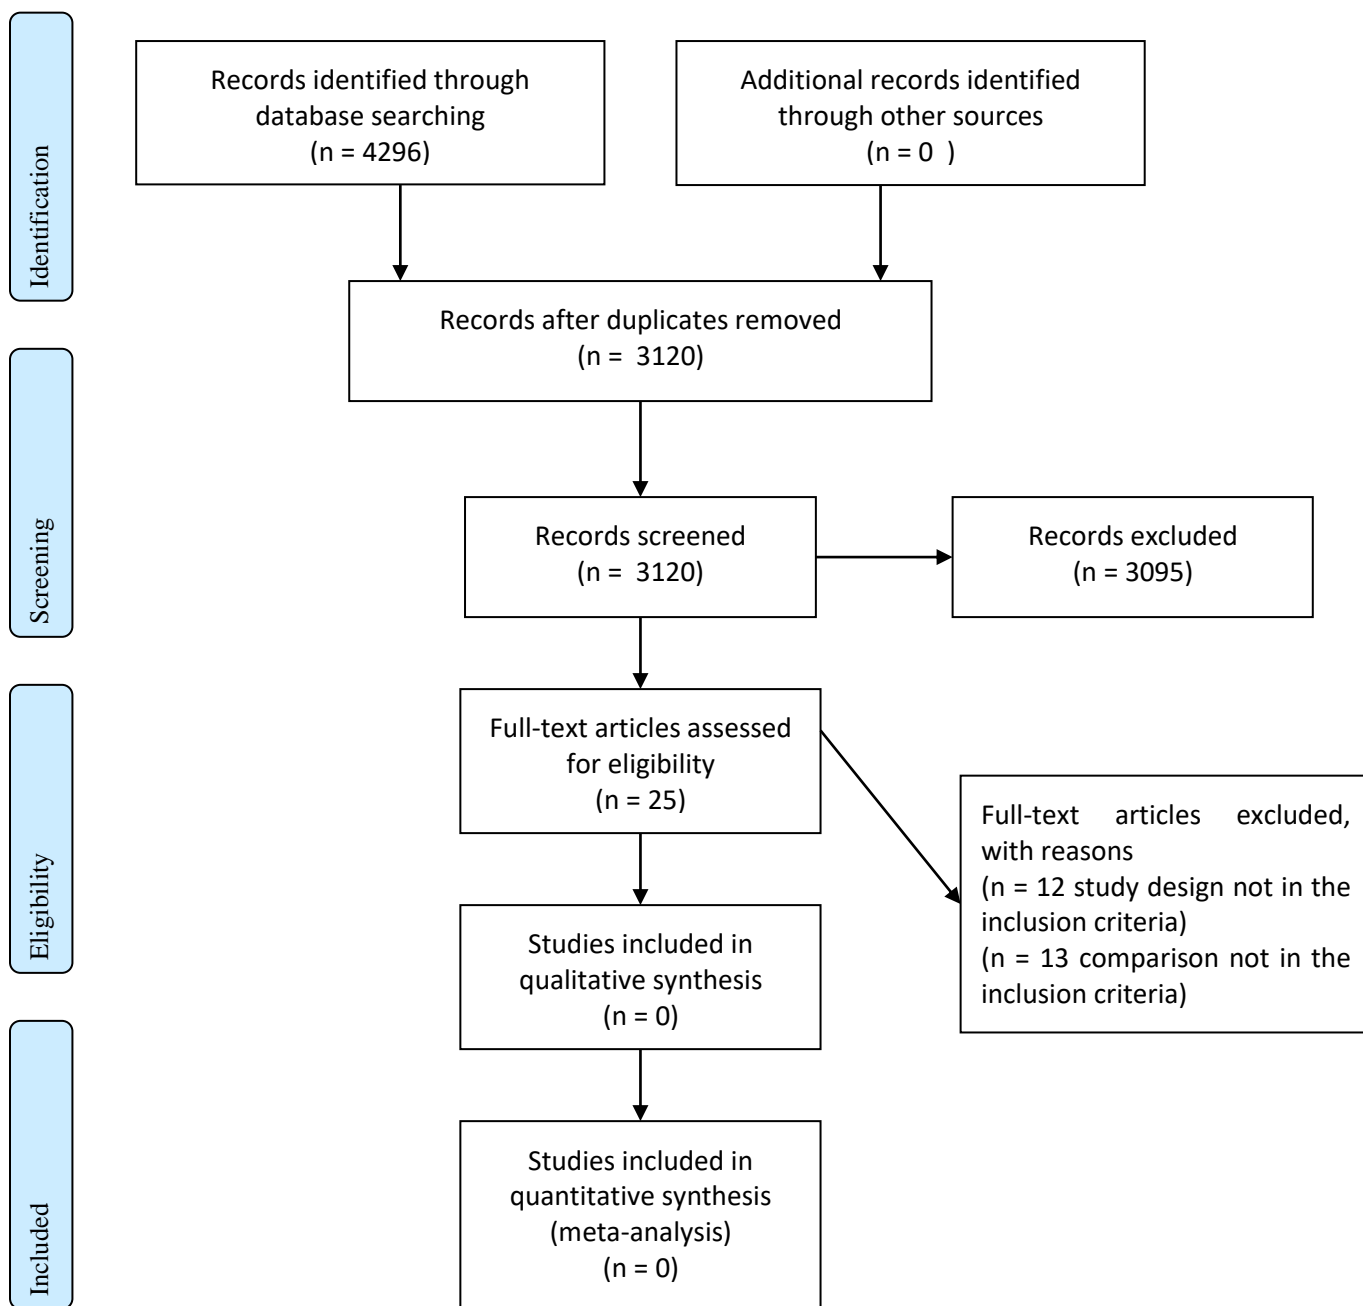 Identification
Records identified through
database searching
(n = 4296)
Additional records identified
through other sources
(n = 0  )
Records after duplicates removed
(n =  3120)
Screening
Records screened
(n =  3120)
Records excluded
(n = 3095)
Eligibility
Full-text articles assessed
for eligibility
(n = 25)
Full-text articles excluded,
with reasons
(n = 12 study design not in the
inclusion criteria)
(n = 13 comparison not in the
inclusion criteria)
Studies included in
qualitative synthesis
(n = 0)
Included
Studies included in
quantitative synthesis
(meta-analysis)
(n = 0)